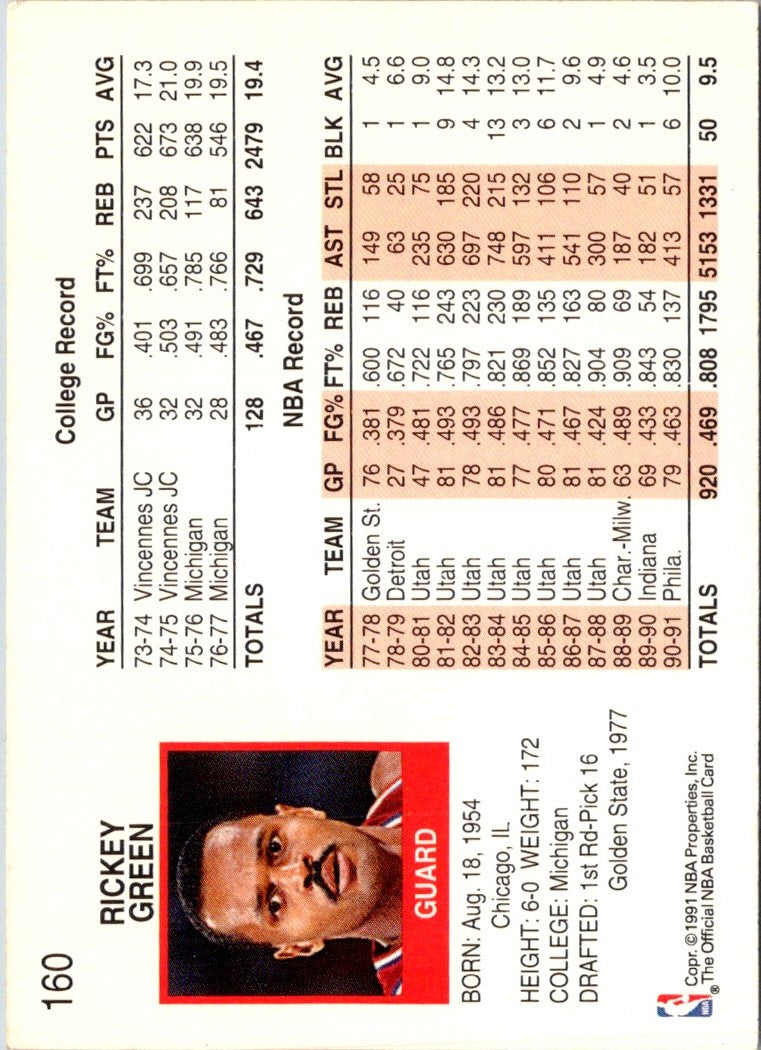 160
RICKEY
GREEN
GUARD
BORN: Aug. 18, 1954
Chicago, IL
HEIGHT: 6-0 WEIGHT: 172
COLLEGE: Michigan
DRAFTED: 1st Rd-Pick 16
Golden State, 1977
NBA
®
Copr. ©1991 NBA Properties, Inc.
The Official NBA Basketball Card
College Record
YEAR TEAM GP FG% FT% REB PTS AVG
73-74 Vincennes JC 36 .401 .699 237 622 17.3
74-75 Vincennes JC 32 .503 .657 208 673 21.0
75-76 Michigan 32 .491 .785 117 638 19.9
76-77 Michigan 28 .483 .766 81 546 19.5
TOTALS 128 .467 .729 643 2479 19.4
NBA Record
YEAR TEAM GP FG% FT% REB AST STL BLK AVG
77-78 Golden St. 76 .381 .600 116 149 58 1 4.5
78-79 Detroit 27 .379 .672 40 63 25 1 6.6
80-81 Utah 47 .481 .722 116 235 75 1 9.0
81-82 Utah 81 .493 .765 243 630 185 9 14.8
82-83 Utah 78 .493 .797 223 697 220 4 14.3
83-84 Utah 81 .486 .821 230 748 215 13 13.2
84-85 Utah 77 .477 .869 189 597 132 3 13.0
85-86 Utah 80 .471 .852 135 411 106 6 11.7
86-87 Utah 81 .467 .827 163 541 110 2 9.6
87-88 Utah 81 .424 .904 80 300 57 1 4.9
88-89 Char.-Milw. 63 .489 .909 69 187 40 2 4.6
89-90 Indiana 69 .433 .843 54 182 51 1 3.5
90-91 Phila. 79 .463 .830 137 413 57 6 10.0
TOTALS 920 .469 .808 1795 5153 1331 50 9.5